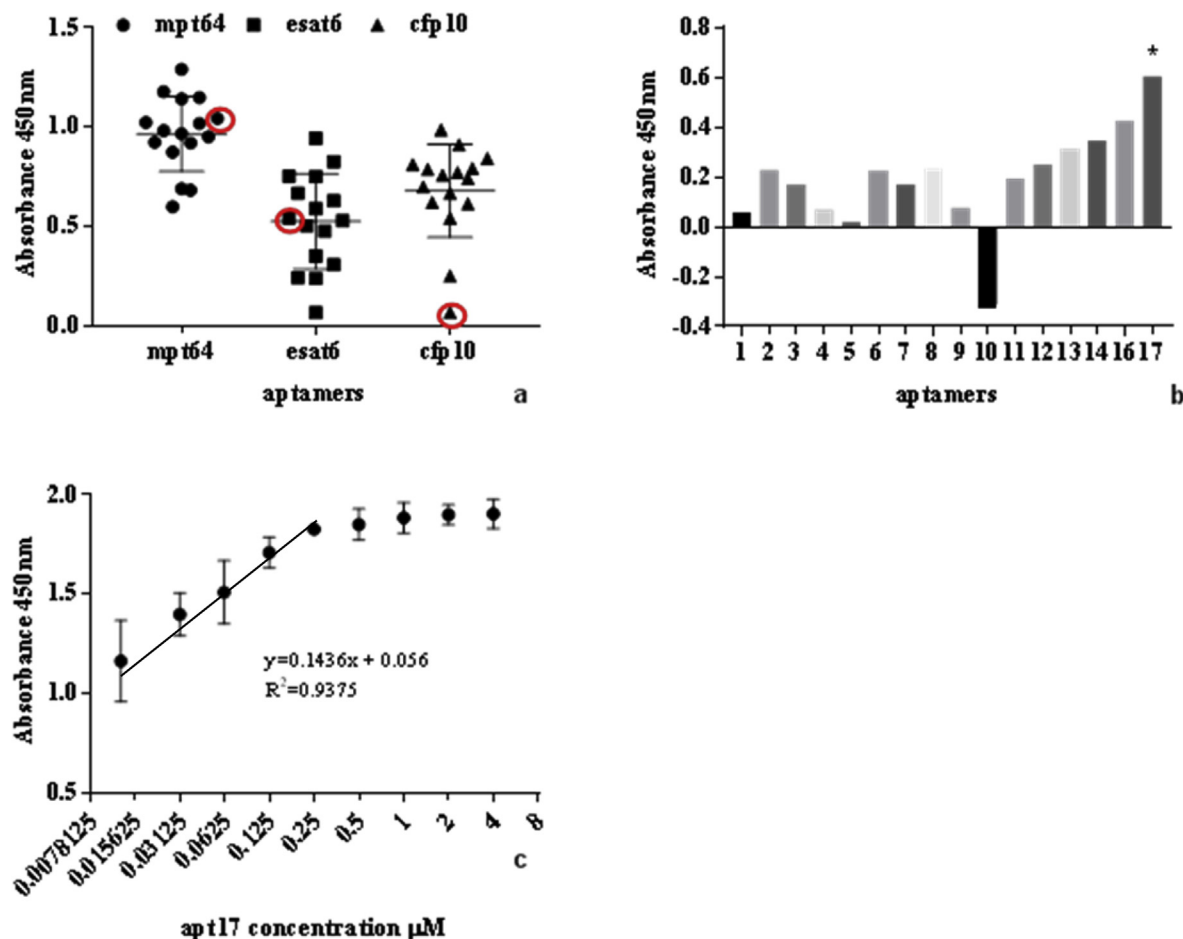 mpt64 esat6 cfp10
Absorbance 450nm
1.5
1.0
0.5
0.0
mpt64 esat6 cfp10
aptamers
a
Absorbance 450nm
0.8
0.6
0.4
0.2
0.0
-0.2
-0.4
*
1 2 3 4 5 6 7 8 9 10 11 12 13 14 16 17
aptamers
b
Absorbance 450nm
2.0
1.5
1.0
0.5
y=0.1436x + 0.056
R²=0.9375
0.0078125 0.015625 0.03125 0.0625 0.125 0.25 0.5 1 2 4 8
c
apt17 concentration µM